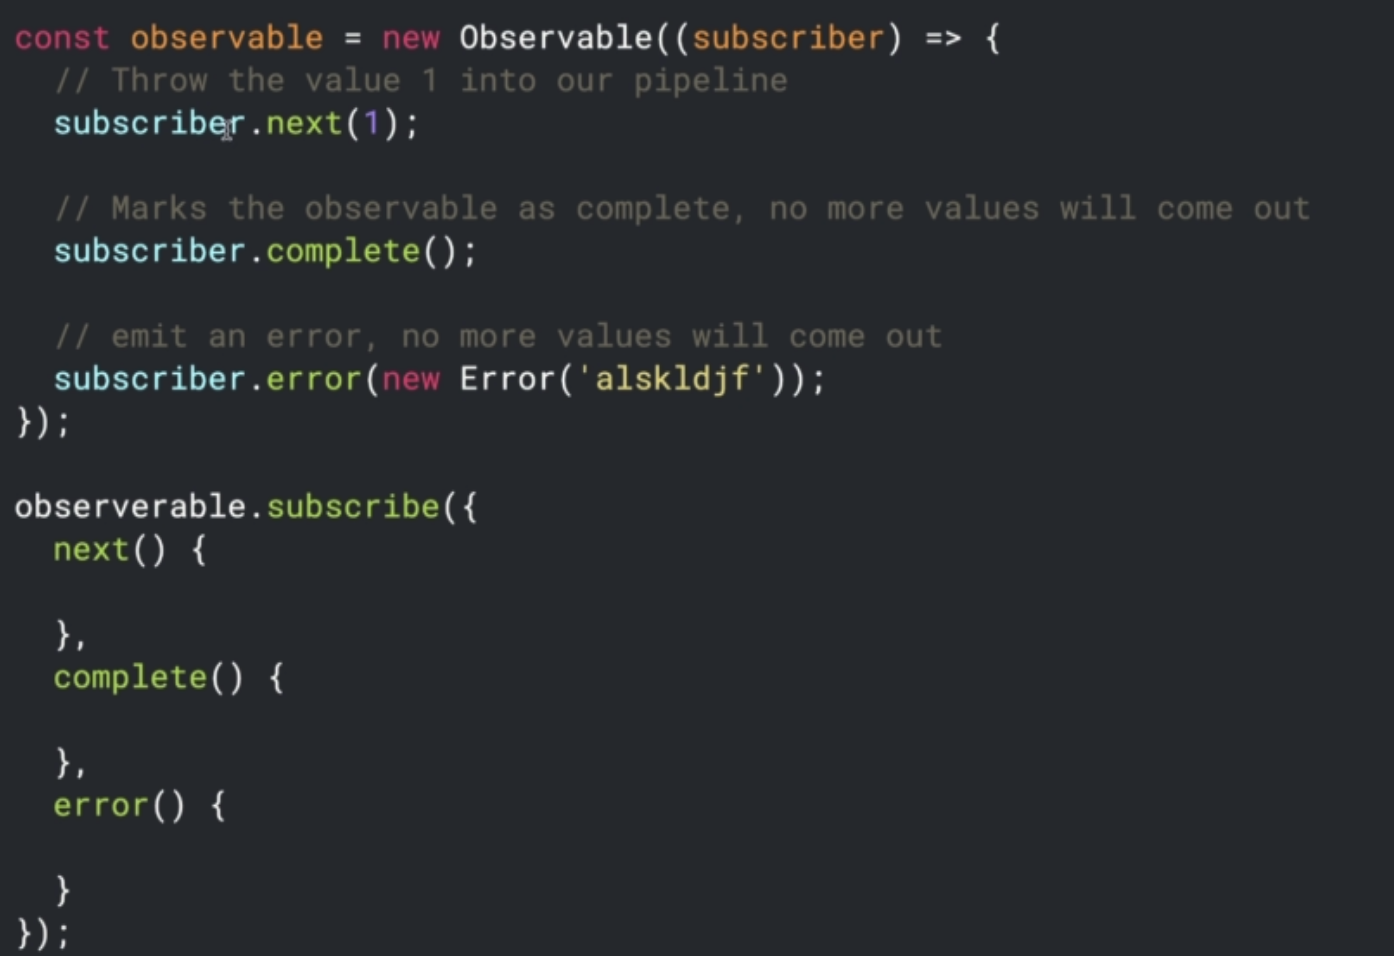 const observable = new Observable((subscriber) => {
  // Throw the value 1 into our pipeline
  subscriber.next(1);

  // Marks the observable as complete, no more values will come out
  subscriber.complete();

  // emit an error, no more values will come out
  subscriber.error(new Error('alskldjf'));
});

observerable.subscribe({
  next() {

  },
  complete() {

  },
  error() {

  }
});